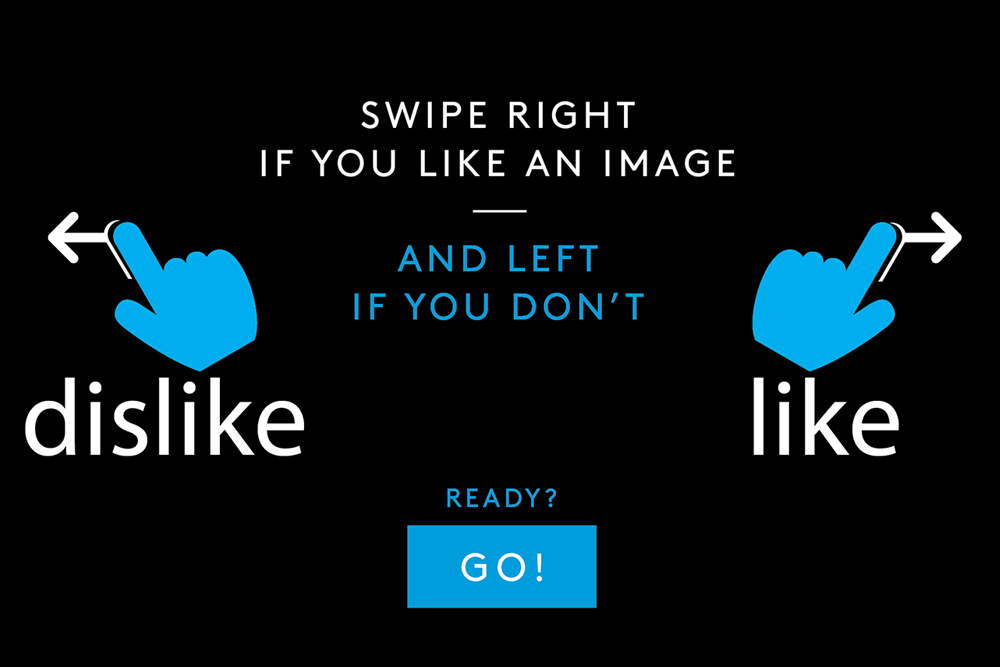 SWIPE RIGHT
IF YOU LIKE AN IMAGE
AND LEFT
IF YOU DON’T
dislike
like
READY?
GO!